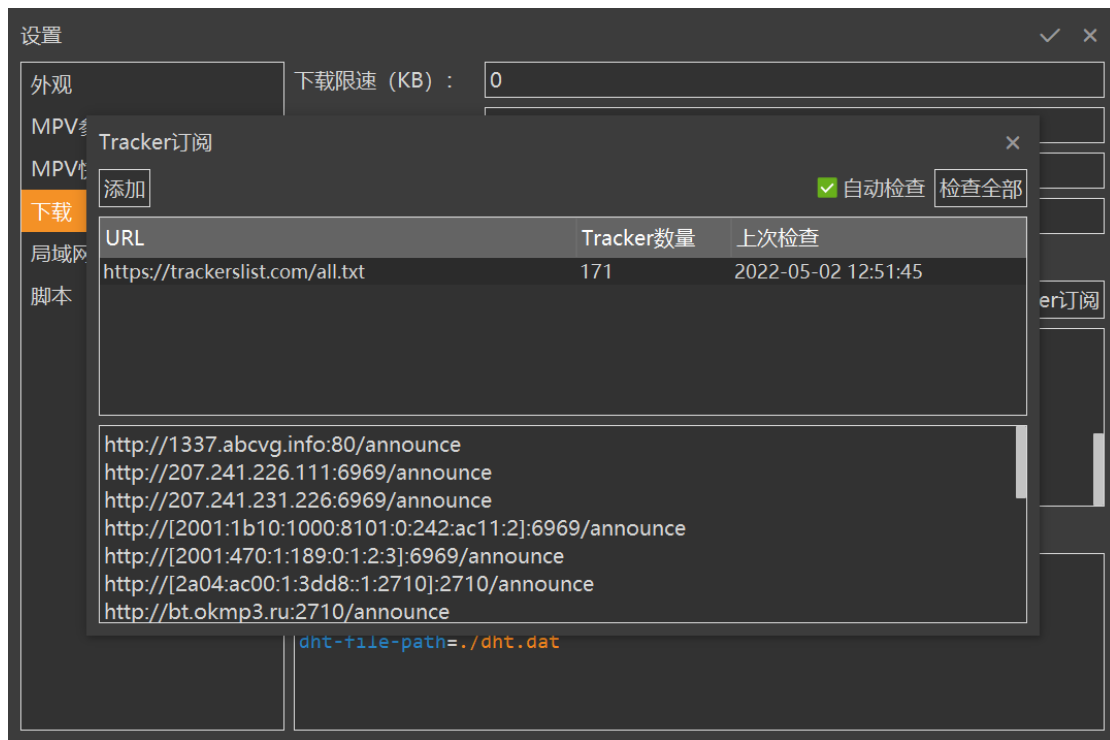 设置
外观
下载限速（KB）：
0
MPV
Tracker订阅
MPV
添加
自动检查
检查全部
下载
URL
Tracker数量
上次检查
局域网
https://trackerslist.com/all.txt
171
2022-05-02 12:51:45
脚本
er订阅
http://1337.abcvg.info:80/announce
http://207.241.226.111:6969/announce
http://207.241.231.226:6969/announce
http://[2001:1b10:1000:8101:0:242:ac11:2]:6969/announce
http://[2001:470:1:189:0:1:2:3]:6969/announce
http://[2a04:ac00:1:3dd8::1:2710]:2710/announce
http://bt.okmp3.ru:2710/announce
dht-file-path=./dht.dat